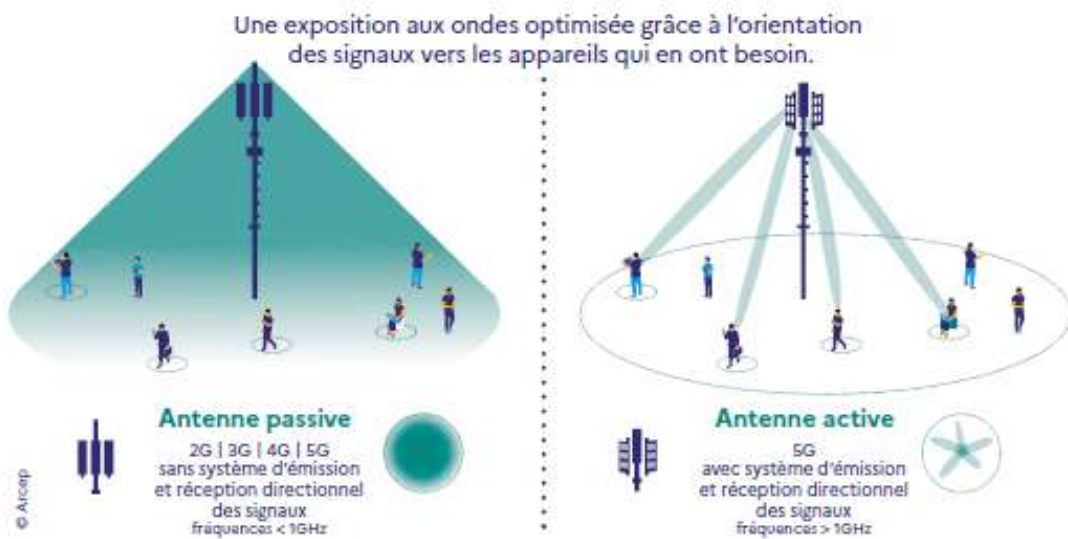 Une exposition aux ondes optimisée grâce à l'orientation
des signaux vers les appareils qui en ont besoin.
Antenne passive
2G | 3G | 4G | 5G
sans système d'émission
et réception directionnel
des signaux
fréquences < 1GHz
Antenne active
5G
avec système d'émission
et réception directionnel
des signaux
fréquences > 1GHz
© Arcep